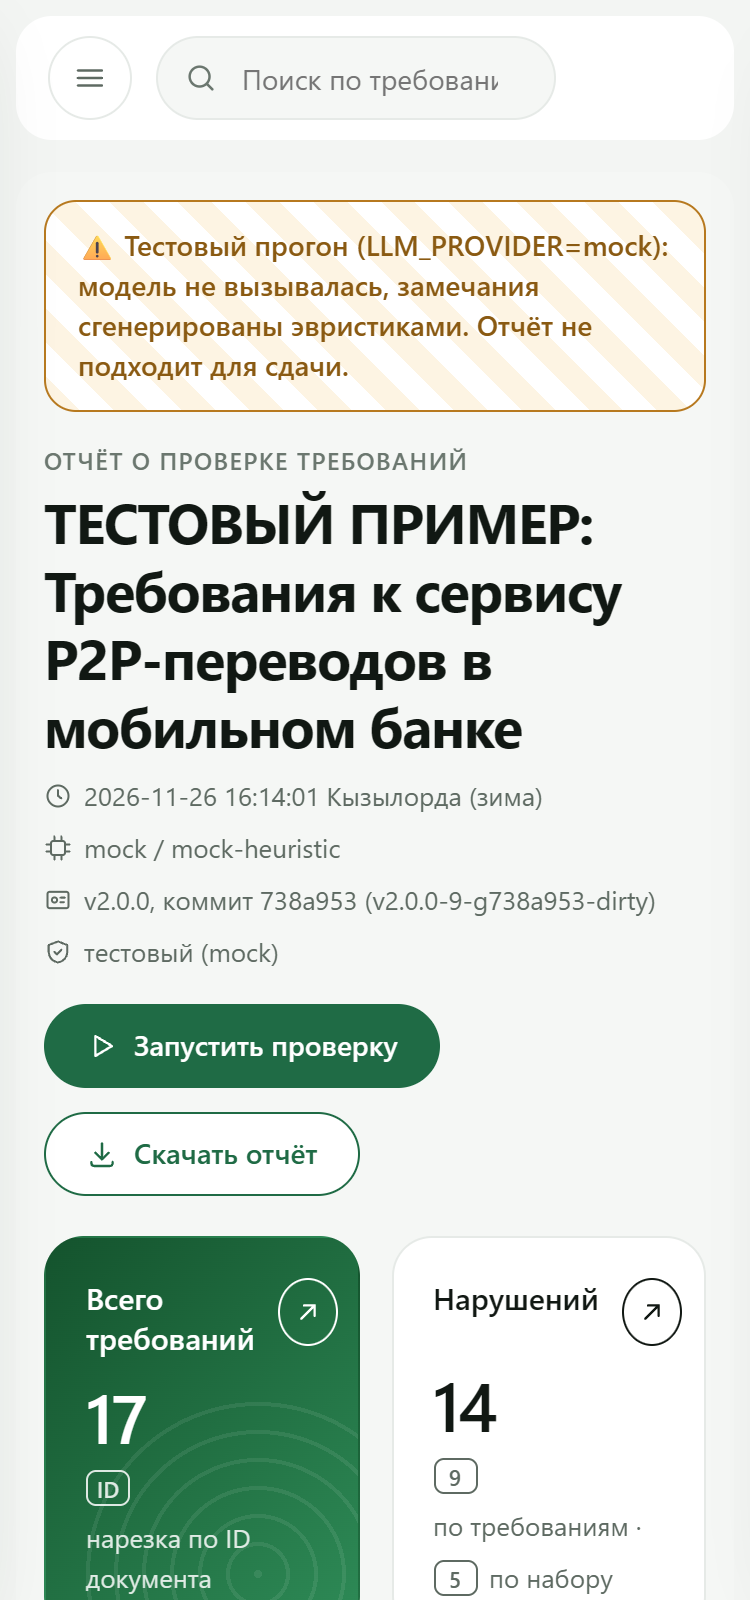 Поиск по требовани
⚠️ Тестовый прогон (LLM_PROVIDER=mock):
модель не вызывалась, замечания
сгенерированы эвристиками. Отчёт не
подходит для сдачи.
ОТЧЁТ О ПРОВЕРКЕ ТРЕБОВАНИЙ
ТЕСТОВЫЙ ПРИМЕР:
Требования к сервису
P2P-переводов в
мобильном банке
2026-11-26 16:14:01 Кызылорда (зима)
mock / mock-heuristic
v2.0.0, коммит 738a953 (v2.0.0-9-g738a953-dirty)
тестовый (mock)
Запустить проверку
Скачать отчёт
Всего
требований
17
ID
нарезка по ID
документа
Нарушений
14
9
по требованиям ·
5 по набору